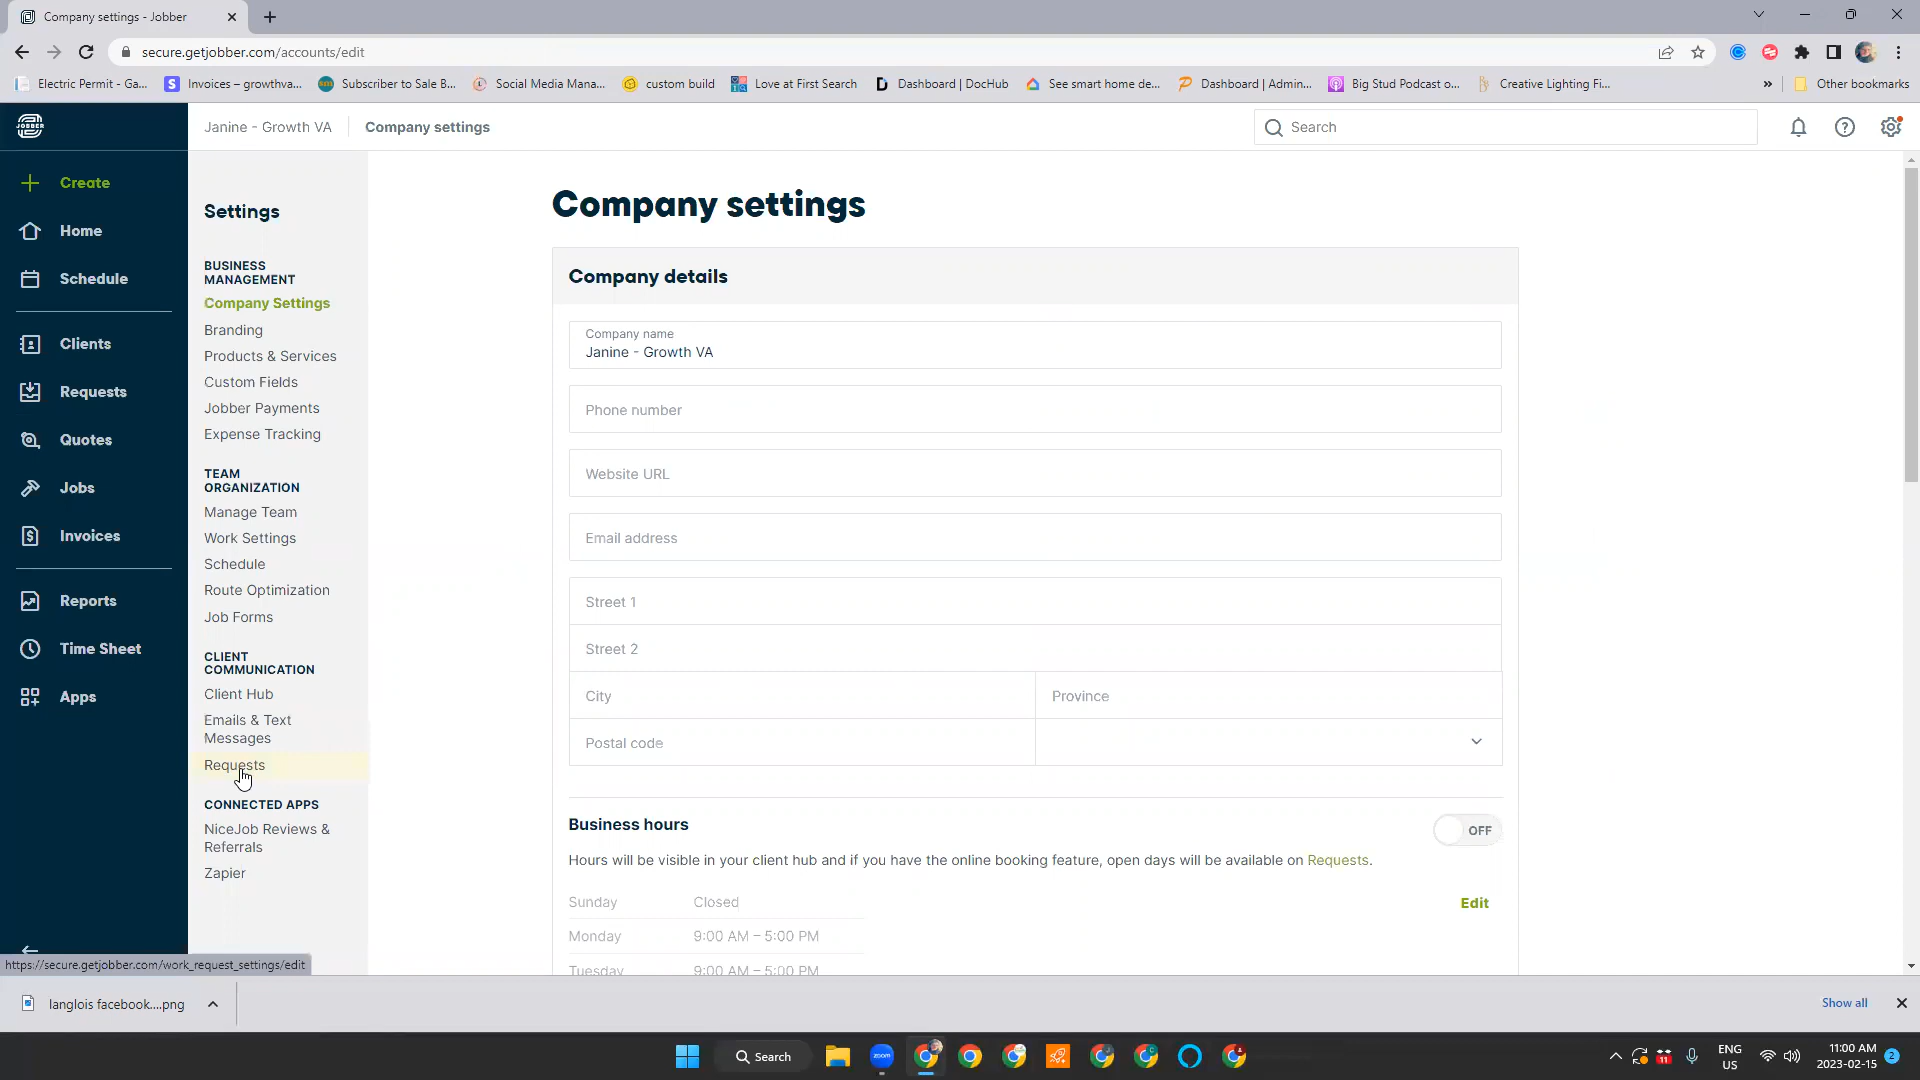 Company settings - Jobber
secure.getjobber.com/accounts/edit
Electric Permit - Ga...
Invoices – growthva...
Subscriber to Sale B...
Social Media Mana...
custom build
Love at First Search
Dashboard | DocHub
See smart home de...
Dashboard | Admin...
Big Stud Podcast o...
Creative Lighting Fi...
»
Other bookmarks
JOBBER
Janine - Growth VA
Company settings
Search
Create
Home
Schedule
Clients
Requests
Quotes
Jobs
Invoices
Reports
Time Sheet
Apps
Settings
BUSINESS
MANAGEMENT
Company Settings
Branding
Products & Services
Custom Fields
Jobber Payments
Expense Tracking
TEAM
ORGANIZATION
Manage Team
Work Settings
Schedule
Route Optimization
Job Forms
CLIENT
COMMUNICATION
Client Hub
Emails & Text
Messages
Requests
CONNECTED APPS
NiceJob Reviews &
Referrals
Zapier
https://secure.getjobber.com/work_request_settings/edit
Company settings
Company details
Company name
Janine - Growth VA
Phone number
Website URL
Email address
Street 1
Street 2
City
Province
Postal code
Business hours
OFF
Hours will be visible in your client hub and if you have the online booking feature, open days will be available on Requests.
Sunday Closed
Edit
Monday 9:00 AM – 5:00 PM
Tuesday 9:00 AM – 5:00 PM
langlois facebook....png
Show all
Search
zoom
11
ENG
US
11:00 AM
2023-02-15
2